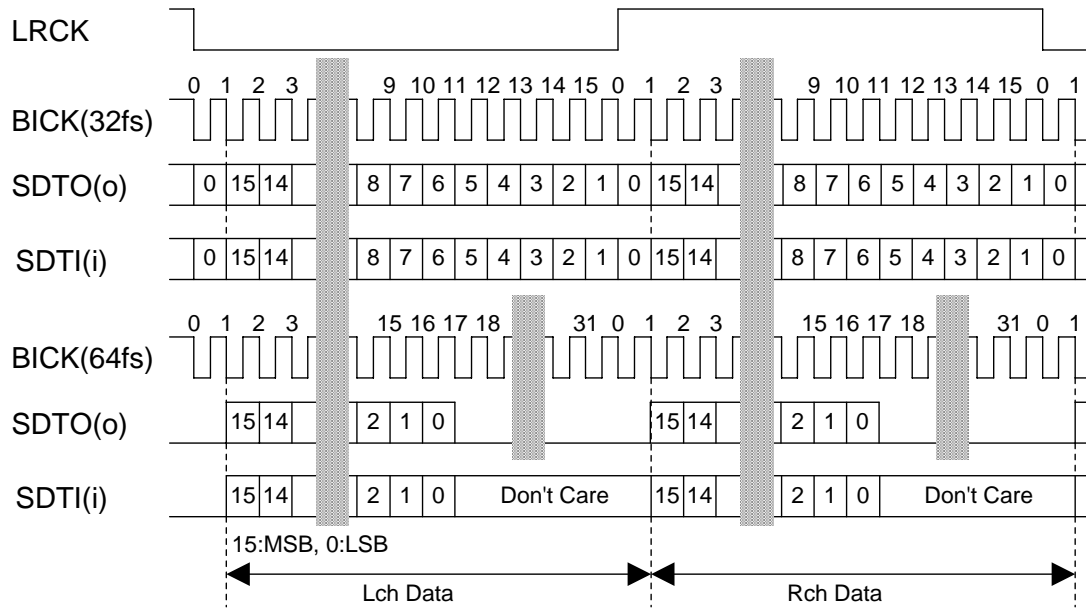 LRCK
0 1 2 3 9 10 11 12 13 14 15 0 1 2 3 9 10 11 12 13 14 15 0 1
BICK(32fs)
SDTO(o) 0 15 14 8 7 6 5 4 3 2 1 0 15 14 8 7 6 5 4 3 2 1 0
SDTI(i) 0 15 14 8 7 6 5 4 3 2 1 0 15 14 8 7 6 5 4 3 2 1 0
0 1 2 3 15 16 17 18 31 0 1 2 3 15 16 17 18 31 0 1
BICK(64fs)
SDTO(o) 15 14 2 1 0 15 14 2 1 0
SDTI(i) 15 14 2 1 0 Don't Care 15 14 2 1 0 Don't Care
15:MSB, 0:LSB
Lch Data Rch Data